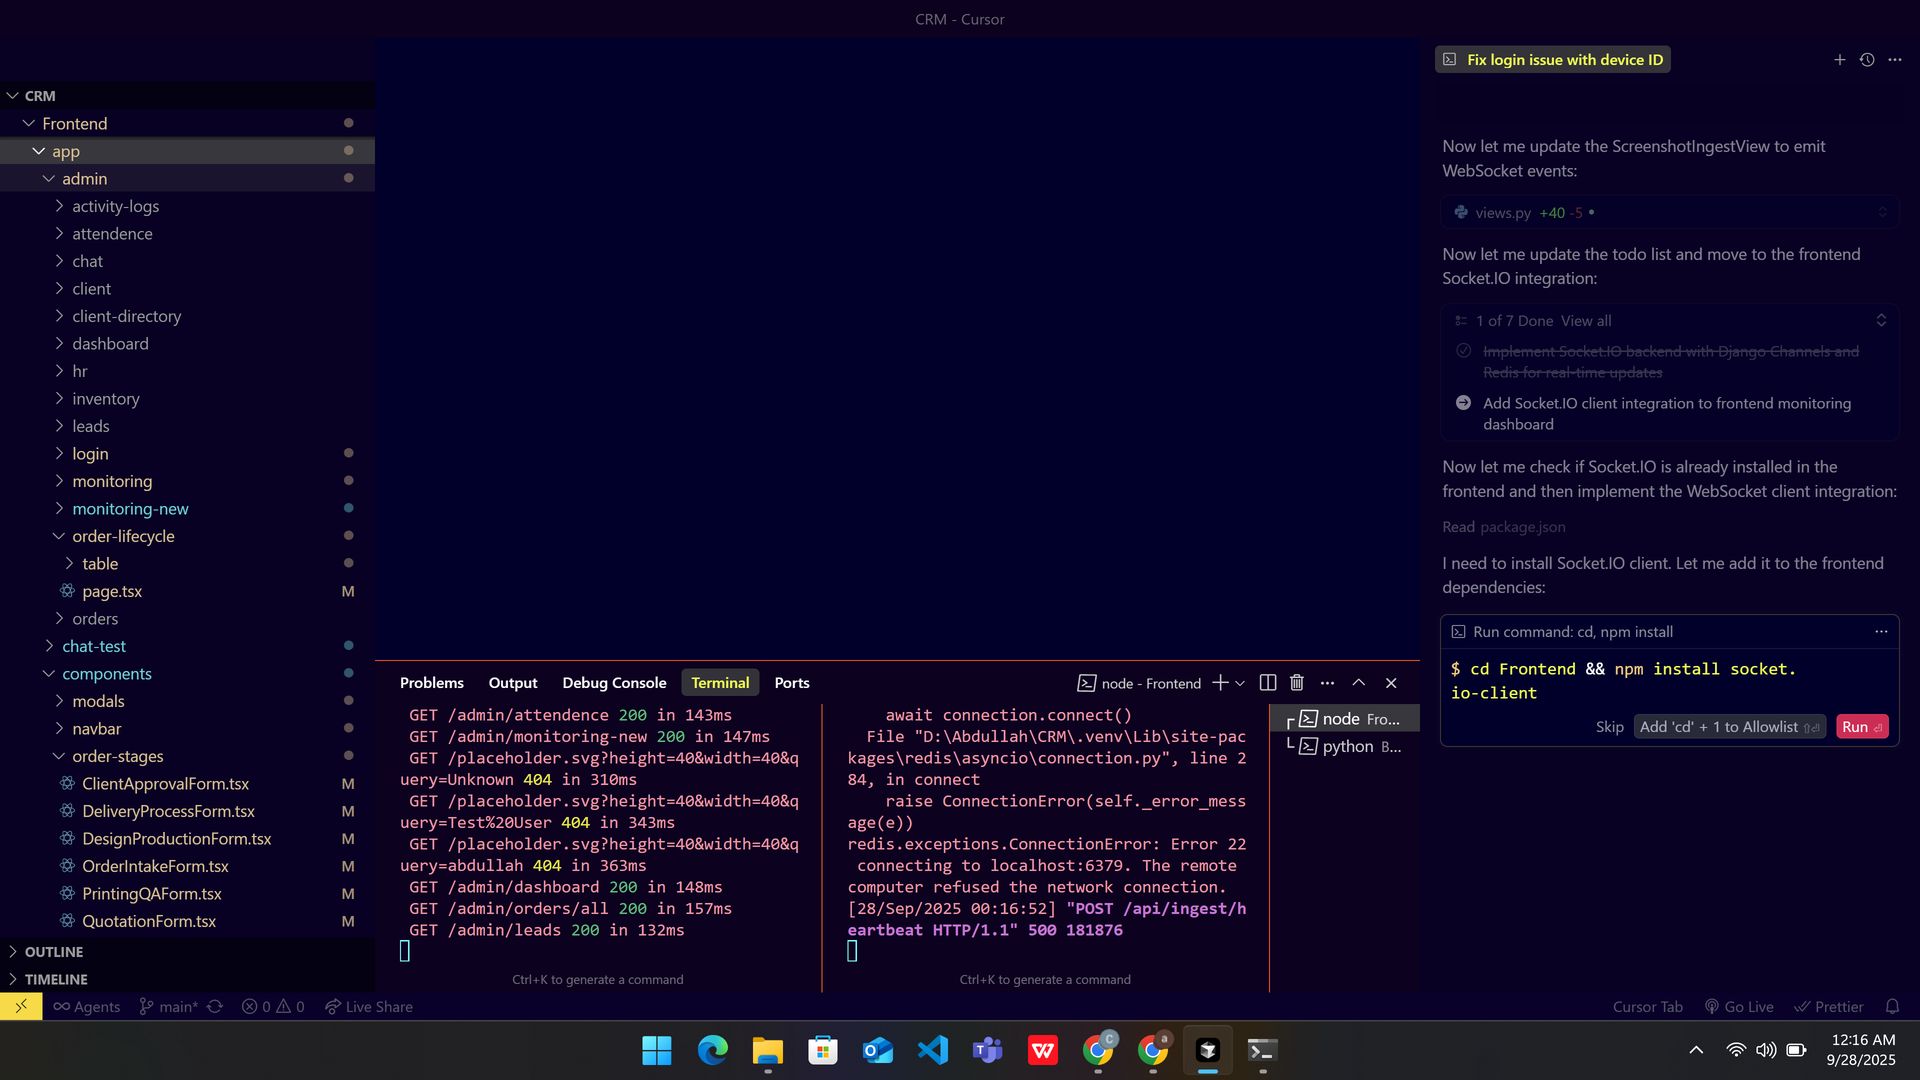 CRM - Cursor
CRM
Frontend
app
admin
activity-logs
attendence
chat
client
client-directory
dashboard
hr
inventory
leads
login
monitoring
monitoring-new
order-lifecycle
table
page.tsx M
orders
chat-test
components
modals
navbar
order-stages
ClientApprovalForm.tsx M
DeliveryProcessForm.tsx M
DesignProductionForm.tsx M
OrderIntakeForm.tsx M
PrintingQAForm.tsx M
QuotationForm.tsx M
OUTLINE
TIMELINE
Problems Output Debug Console Terminal Ports
node - Frontend
GET /admin/attendence 200 in 143ms
GET /admin/monitoring-new 200 in 147ms
GET /placeholder.svg?height=40&width=40&q
uery=Unknown 404 in 310ms
GET /placeholder.svg?height=40&width=40&q
uery=Test%20User 404 in 343ms
GET /placeholder.svg?height=40&width=40&q
uery=abdullah 404 in 363ms
GET /admin/dashboard 200 in 148ms
GET /admin/orders/all 200 in 157ms
GET /admin/leads 200 in 132ms
Ctrl+K to generate a command
await connection.connect()
File "D:\Abdullah\CRM\.venv\Lib\site-pac
kages\redis\asyncio\connection.py", line 2
84, in connect
raise ConnectionError(self._error_mess
age(e))
redis.exceptions.ConnectionError: Error 22
connecting to localhost:6379. The remote
computer refused the network connection.
[28/Sep/2025 00:16:52] "POST /api/ingest/h
eartbeat HTTP/1.1" 500 181876
Ctrl+K to generate a command
node Fro...
python B...
Fix login issue with device ID
Now let me update the ScreenshotIngestView to emit
WebSocket events:
views.py +40 -5
Now let me update the todo list and move to the frontend
Socket.IO integration:
1 of 7 Done View all
Implement Socket.IO backend with Django Channels and
Redis for real-time updates
Add Socket.IO client integration to frontend monitoring
dashboard
Now let me check if Socket.IO is already installed in the
frontend and then implement the WebSocket client integration:
Read package.json
I need to install Socket.IO client. Let me add it to the frontend
dependencies:
Run command: cd, npm install
$ cd Frontend && npm install socket.
io-client
Skip Add 'cd' + 1 to Allowlist Run
Agents main* 0 0 Live Share
Cursor Tab Go Live Prettier
12:16 AM
9/28/2025